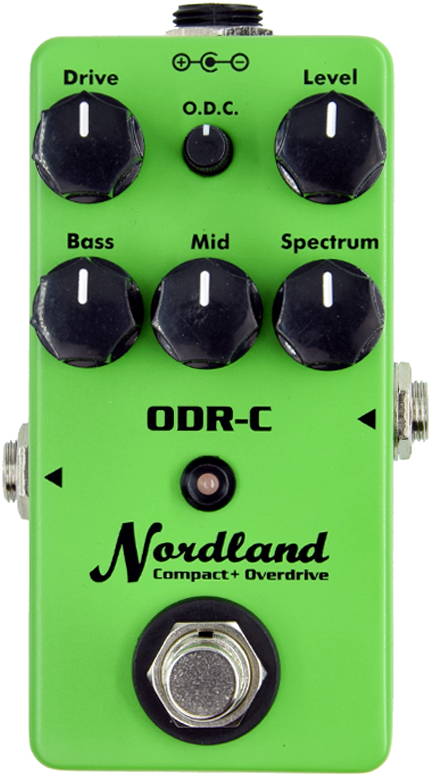 Drive
Level
O.D.C.
Bass
Mid
Spectrum
ODR-C
Nordland
Compact+ Overdrive